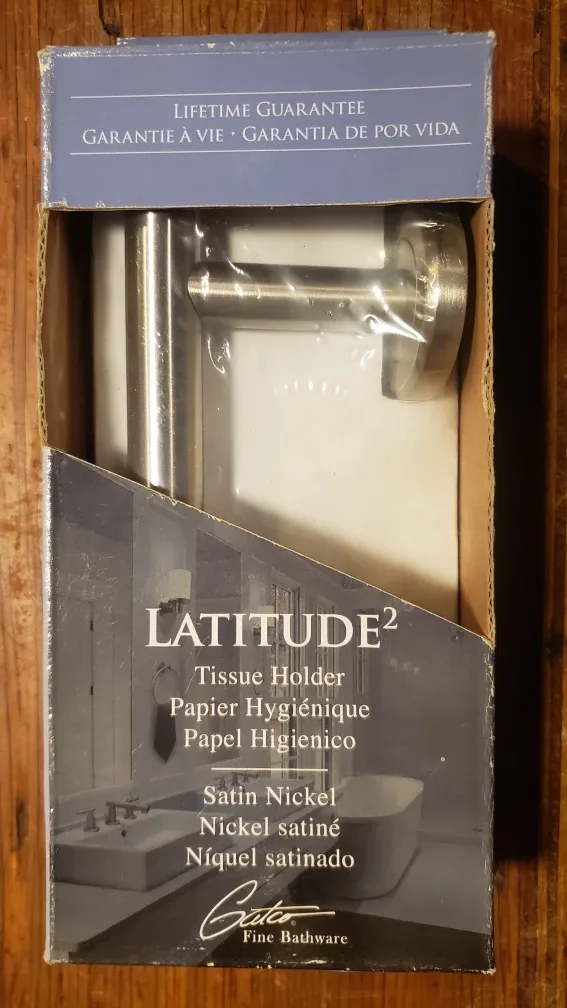 LIFETIME GUARANTEE
GARANTIE À VIE · GARANTIA DE POR VIDA
LATITUDE²
Tissue Holder
Papier Hygiénique
Papel Higienico
Satin Nickel
Nickel satiné
Níquel satinado
Gatco®
Fine Bathware